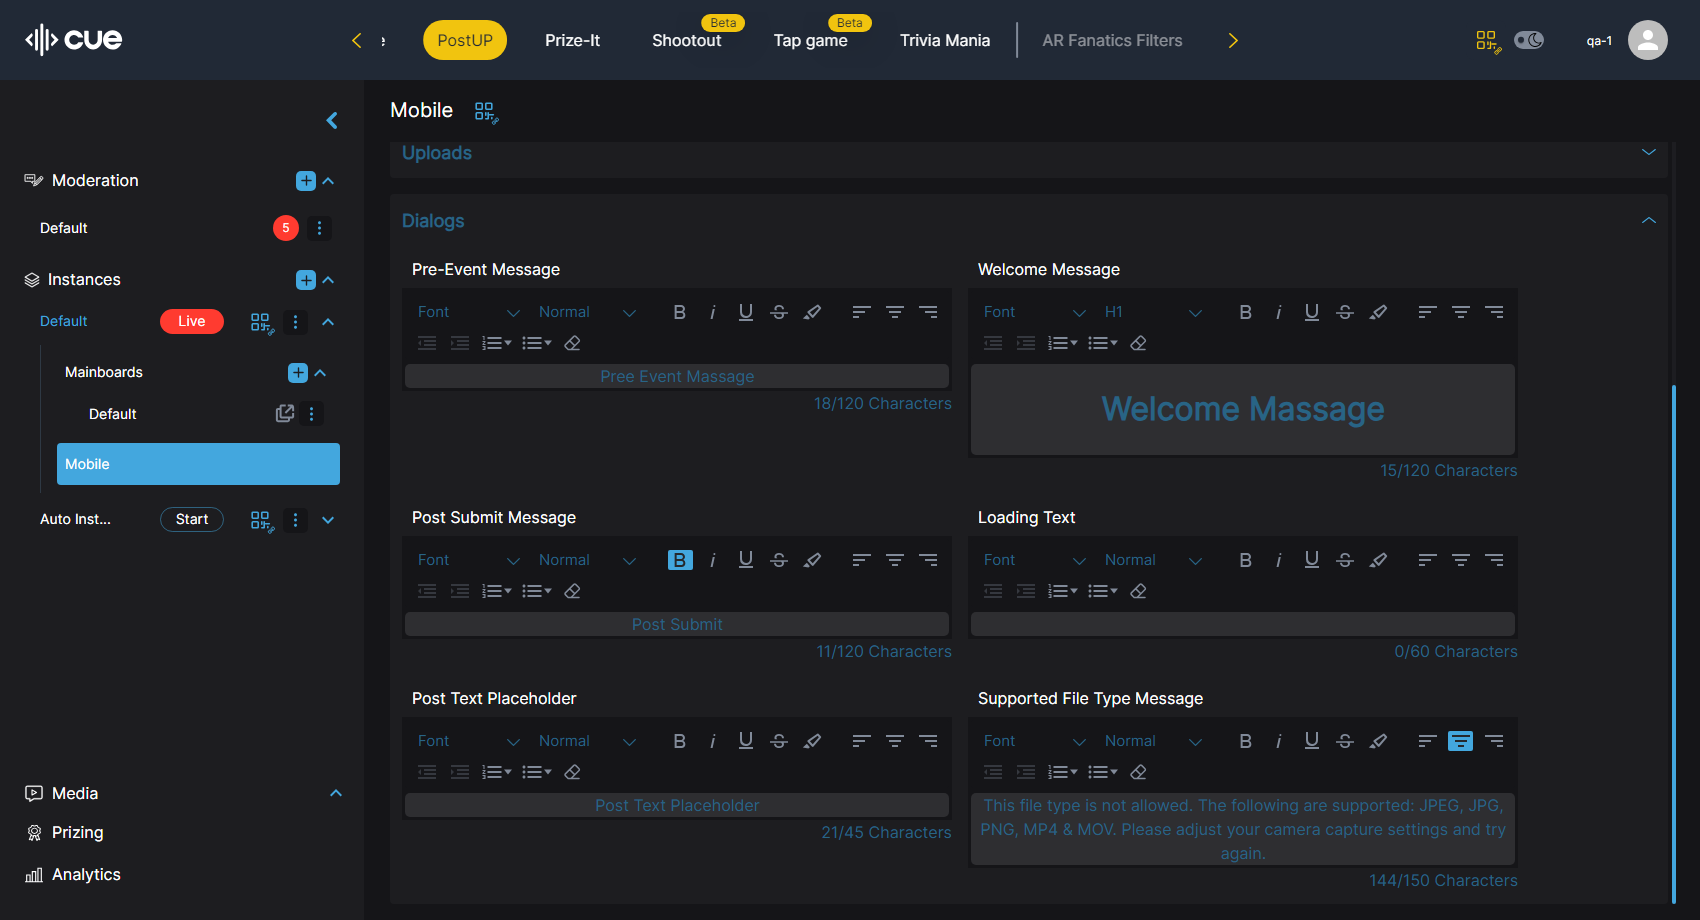 cue
PostUP
Prize-It
Shootout
Beta
Tap game
Beta
Trivia Mania
AR Fanatics Filters
qa-1
Moderation
Default
5
Instances
Default
Live
Mainboards
Default
Mobile
Auto Inst...
Start
Media
Prizing
Analytics
Mobile
Uploads
Dialogs
Pre-Event Message
Font Normal B i U S
Pree Event Massage
18/120 Characters
Welcome Message
Font H1 B i U S
Welcome Massage
15/120 Characters
Post Submit Message
Font Normal B i U S
Post Submit
11/120 Characters
Loading Text
Font Normal B i U S
0/60 Characters
Post Text Placeholder
Font Normal B i U S
Post Text Placeholder
21/45 Characters
Supported File Type Message
Font Normal B i U S
This file type is not allowed. The following are supported: JPEG, JPG,
PNG, MP4 & MOV. Please adjust your camera capture settings and try
again.
144/150 Characters